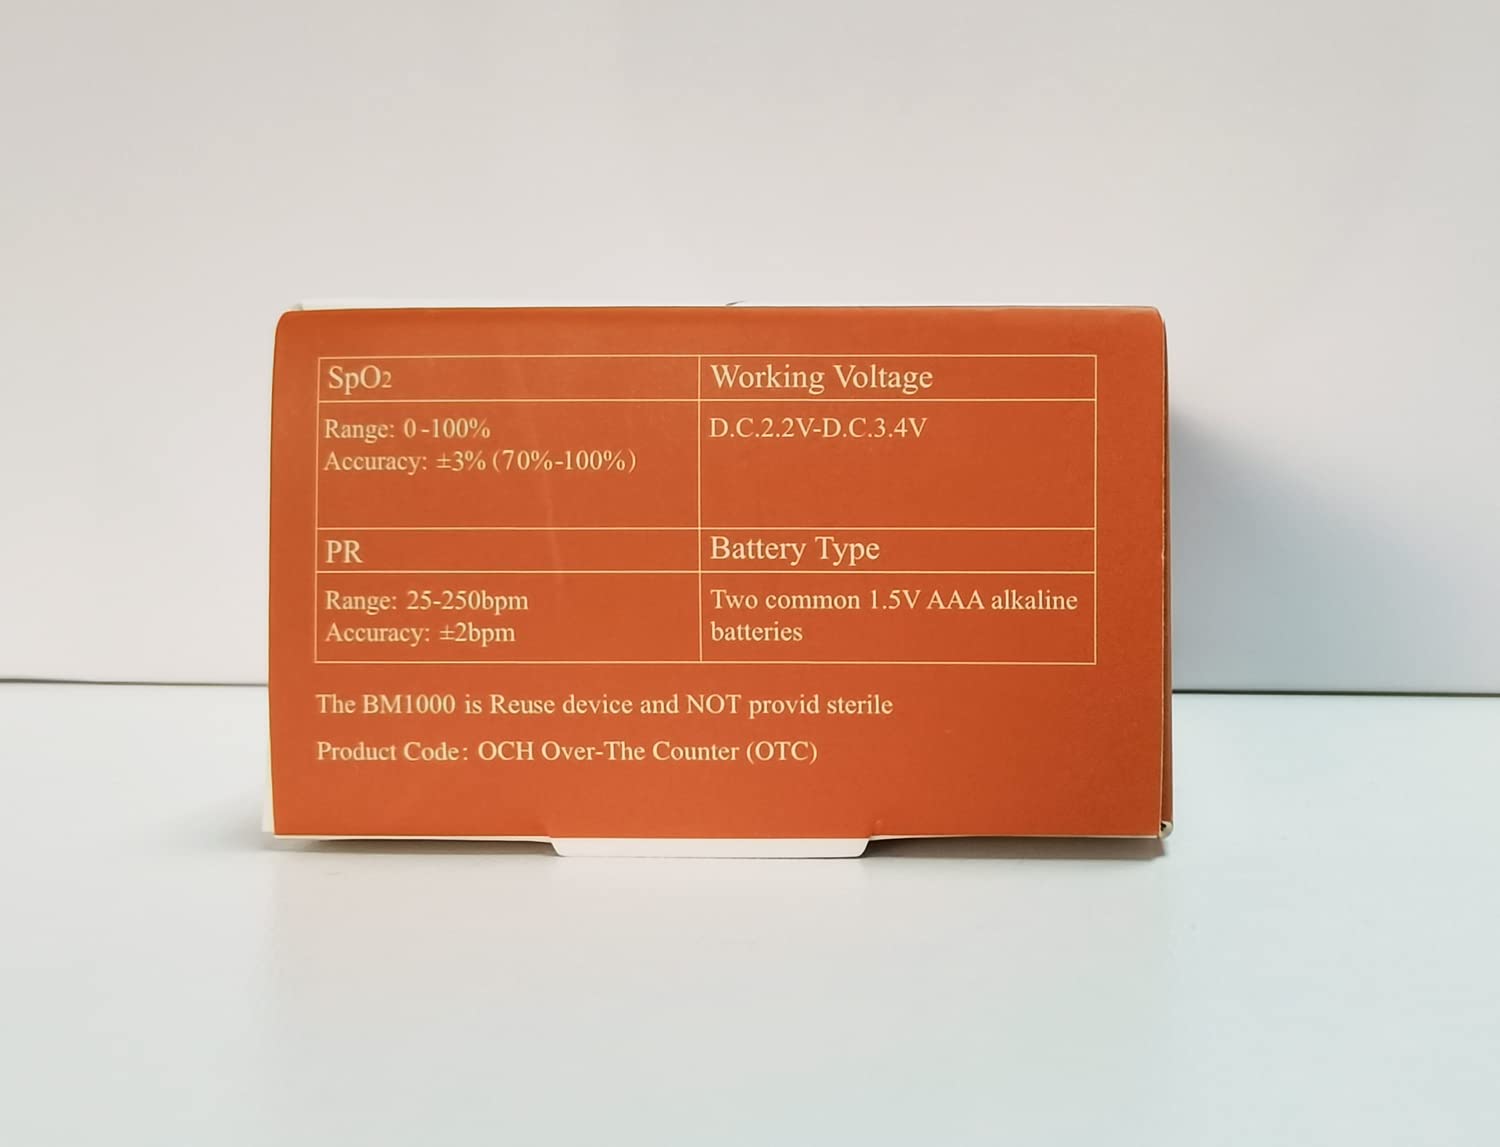 SpO2
Working Voltage
Range: 0-100%
Accuracy: ±3% (70%-100%)
D.C.2.2V-D.C.3.4V
PR
Battery Type
Range: 25-250bpm
Accuracy: ±2bpm
Two common 1.5V AAA alkaline
batteries
The BM1000 is Reuse device and NOT provid sterile
Product Code: OCH Over-The Counter (OTC)